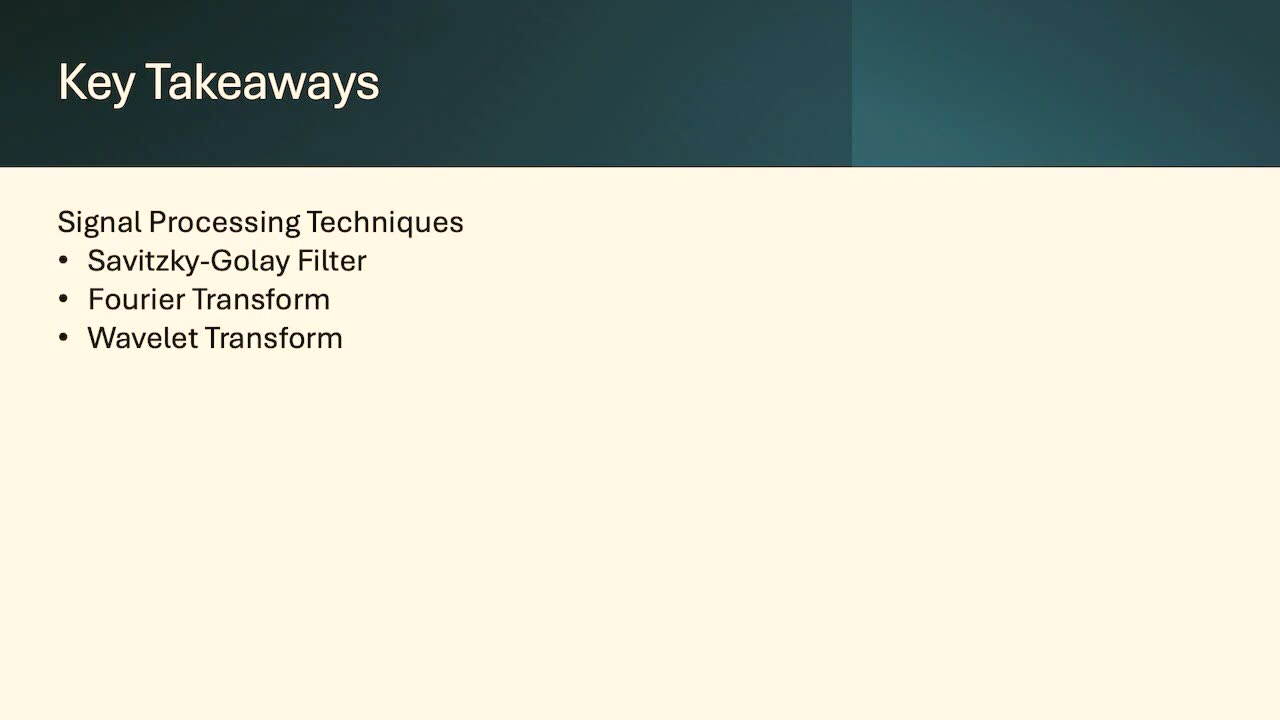 Key Takeaways
Signal Processing Techniques
• Savitzky-Golay Filter
• Fourier Transform
• Wavelet Transform